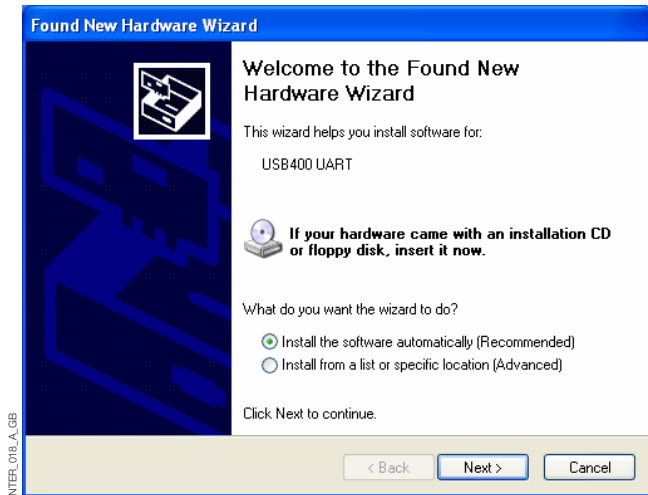 Found New Hardware Wizard
Welcome to the Found New
Hardware Wizard
This wizard helps you install software for:
USB400 UART
If your hardware came with an installation CD
or floppy disk, insert it now.
What do you want the wizard to do?
Install the software automatically (Recommended)
Install from a list or specific location (Advanced)
Click Next to continue.
< Back
Next >
Cancel
NTER_018_A_GB